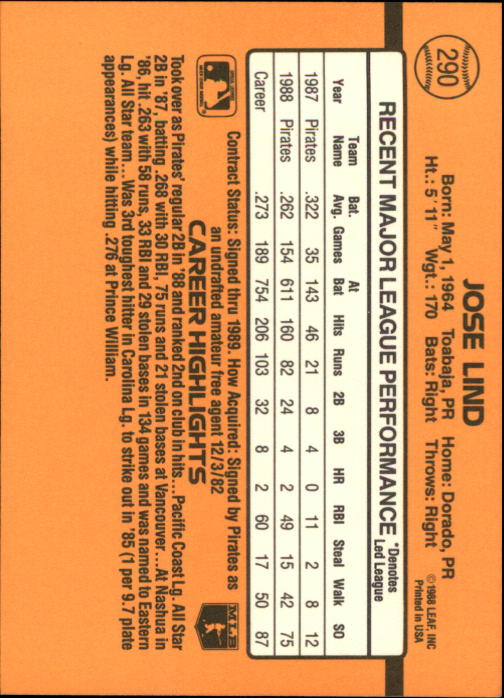 290
JOSE LIND
Born: May 1, 1964 Toabaja, PR Home: Dorado, PR
Ht.: 5'11" Wgt.: 170 Bats: Right Throws: Right
©1988 LEAF, INC
Printed in USA
RECENT MAJOR LEAGUE PERFORMANCE *Denotes Led League
Year Team Name Bat. Avg. Games At Bat Hits Runs 2B 3B HR RBI Steal Walk SO
1987 Pirates .322 35 143 46 21 8 4 0 11 2 8 12
1988 Pirates .262 154 611 160 82 24 4 2 49 15 42 75
Career .273 189 754 206 103 32 8 2 60 17 50 87
Contract Status: Signed thru 1989. How Acquired: Signed by Pirates as
an undrafted amateur free agent 12/3/82
CAREER HIGHLIGHTS
MLB
Took over as Pirates' regular 2B in '88 and ranked 2nd on club in hits...Pacific Coast Lg. All Star
2B in '87, batting .268 with 30 RBI, 75 runs and 21 stolen bases at Vancouver...At Nashua in
'86, hit .263 with 58 runs, 33 RBI and 29 stolen bases in 134 games and was named to Eastern
Lg. All Star team...Was 3rd toughest hitter in Carolina Lg. to strike out in '85 (1 per 9.7 plate
appearances) while hitting .276 at Prince William.